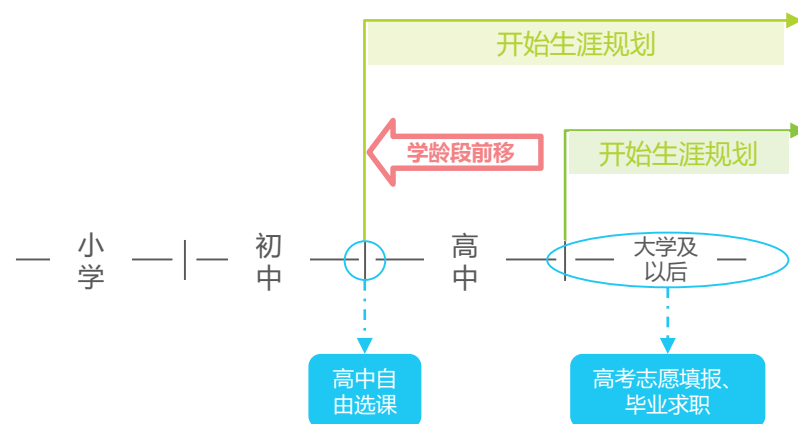 开始生涯规划
学龄段前移
开始生涯规划
小
学
初
中
高
中
大学及
以后
高中自
由选课
高考志愿填报、
毕业求职